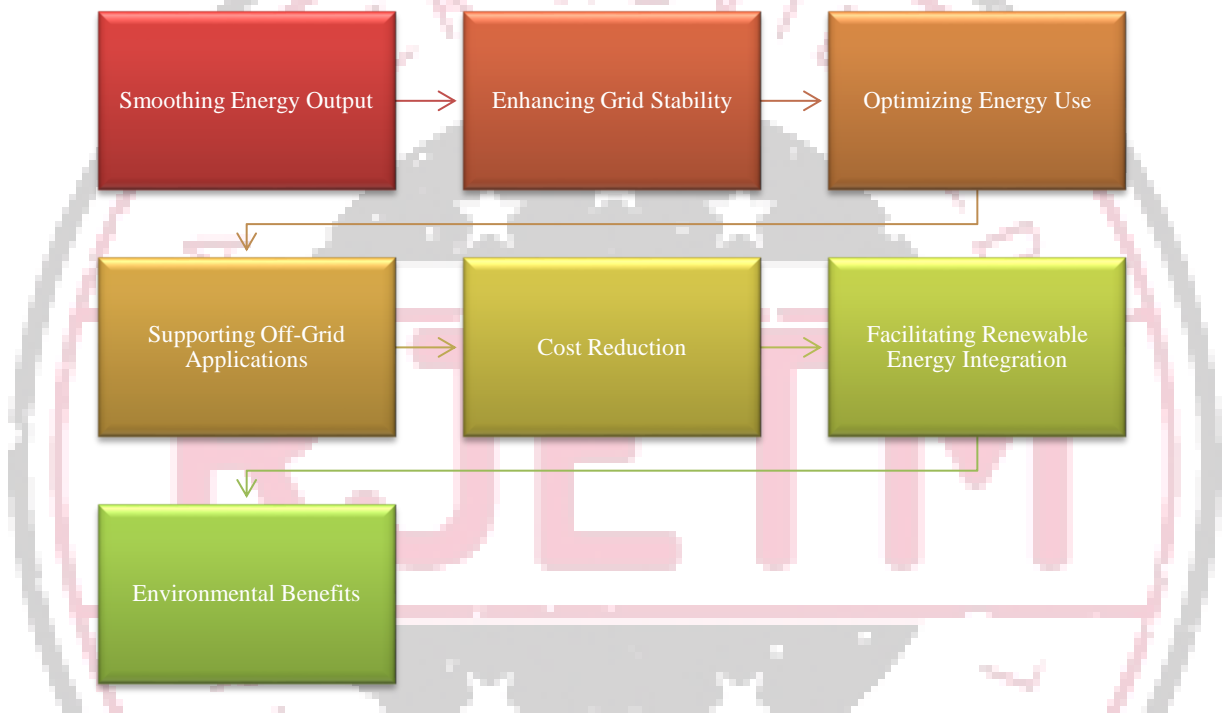 Smoothing Energy Output
Enhancing Grid Stability
Optimizing Energy Use
Supporting Off-Grid
Applications
Cost Reduction
Facilitating Renewable
Energy Integration
Environmental Benefits